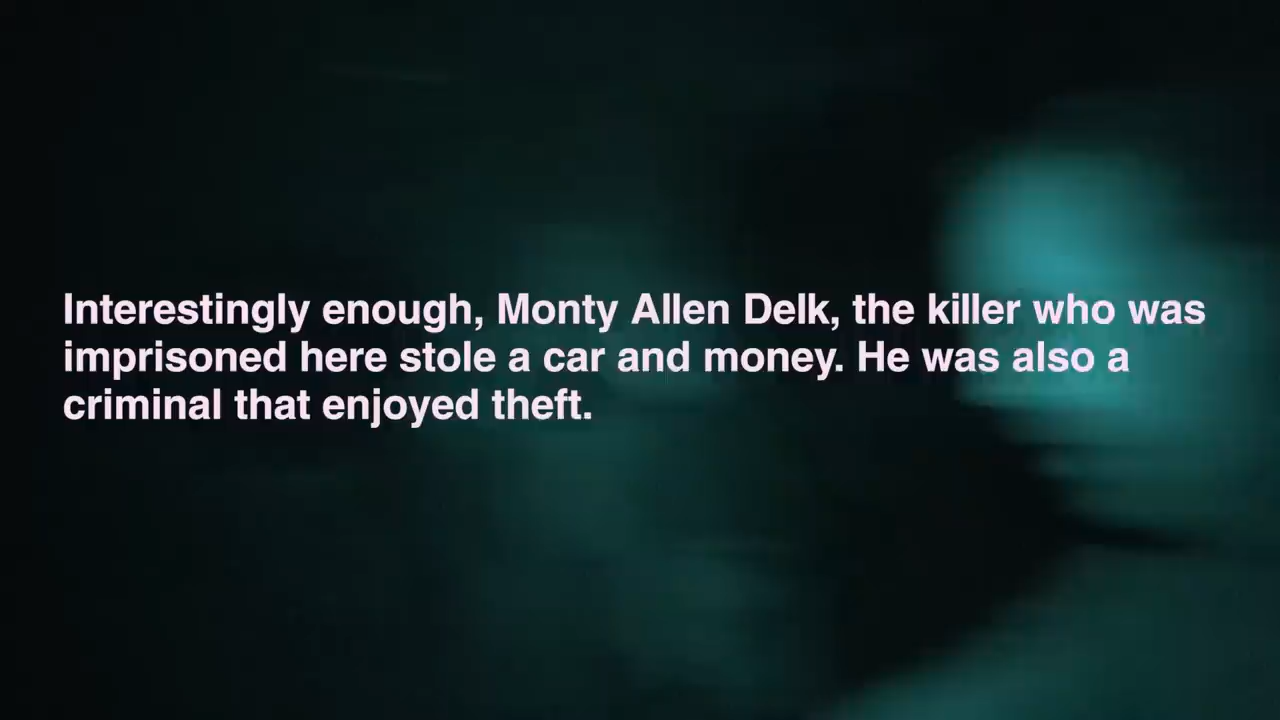 Interestingly enough, Monty Allen Delk, the killer who was
imprisoned here stole a car and money. He was also a
criminal that enjoyed theft.